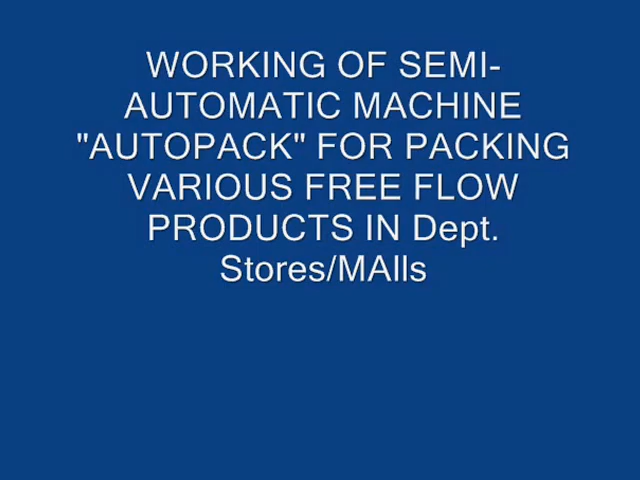 WORKING OF SEMI-
AUTOMATIC MACHINE
"AUTOPACK" FOR PACKING
VARIOUS FREE FLOW
PRODUCTS IN Dept.
Stores/MAlls